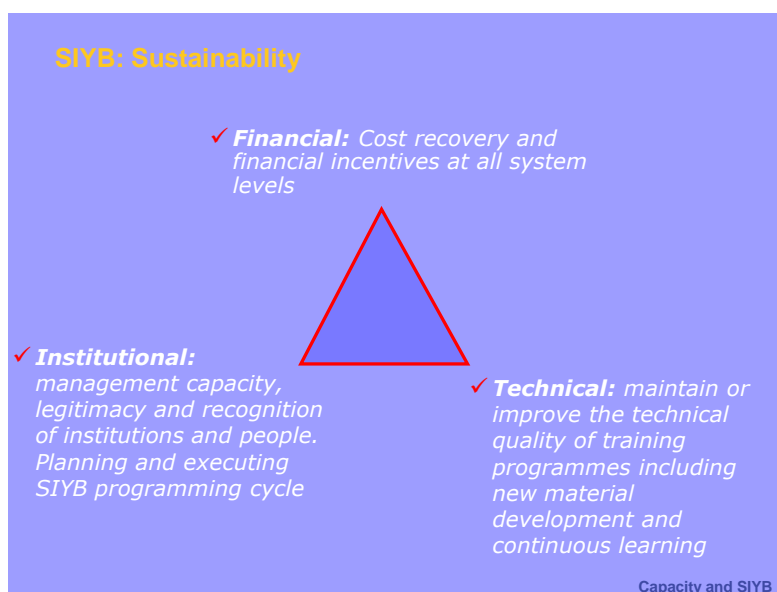 SIYB: Sustainability
✓ Financial: Cost recovery and
financial incentives at all system
levels
✓ Institutional:
management capacity,
legitimacy and recognition
of institutions and people.
Planning and executing
SIYB programming cycle
✓ Technical: maintain or
improve the technical
quality of training
programmes including
new material
development and
continuous learning
Capacity and SIYB